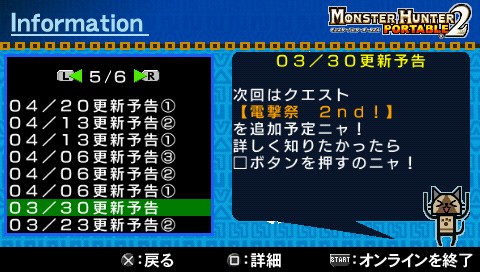 Information
MONSTER HUNTER
PORTABLE 2
L 5/6 R
04/20更新予告①
04/13更新予告②
04/13更新予告①
04/06更新予告③
04/06更新予告②
04/06更新予告①
03/30更新予告
03/23更新予告②
03/30更新予告
次回はクエスト
【電撃祭 2nd!】
を追加予定ニャ!
詳しく知りたかったら
□ボタンを押すのニャ!
×:戻る
□:詳細
START:オンラインを終了